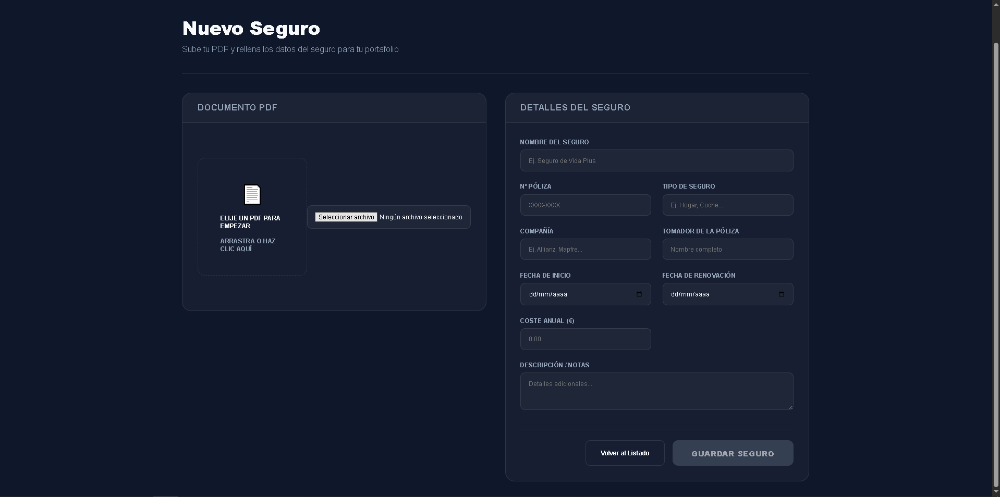 Nuevo Seguro
Sube tu PDF y rellena los datos del seguro para tu portafolio
DOCUMENTO PDF
ELIJE UN PDF PARA
EMPEZAR
ARRASTRA O HAZ
CLIC AQUÍ
Seleccionar archivo Ningún archivo seleccionado
DETALLES DEL SEGURO
NOMBRE DEL SEGURO
Ej. Seguro de Vida Plus
Nº PÓLIZA
XXXX-XXXX
TIPO DE SEGURO
Ej. Hogar, Coche...
COMPAÑÍA
Ej. Allianz, Mapfre...
TOMADOR DE LA PÓLIZA
Nombre completo
FECHA DE INICIO
dd/mm/aaaa
FECHA DE RENOVACIÓN
dd/mm/aaaa
COSTE ANUAL (€)
0.00
DESCRIPCIÓN / NOTAS
Detalles adicionales...
Volver al Listado
GUARDAR SEGURO